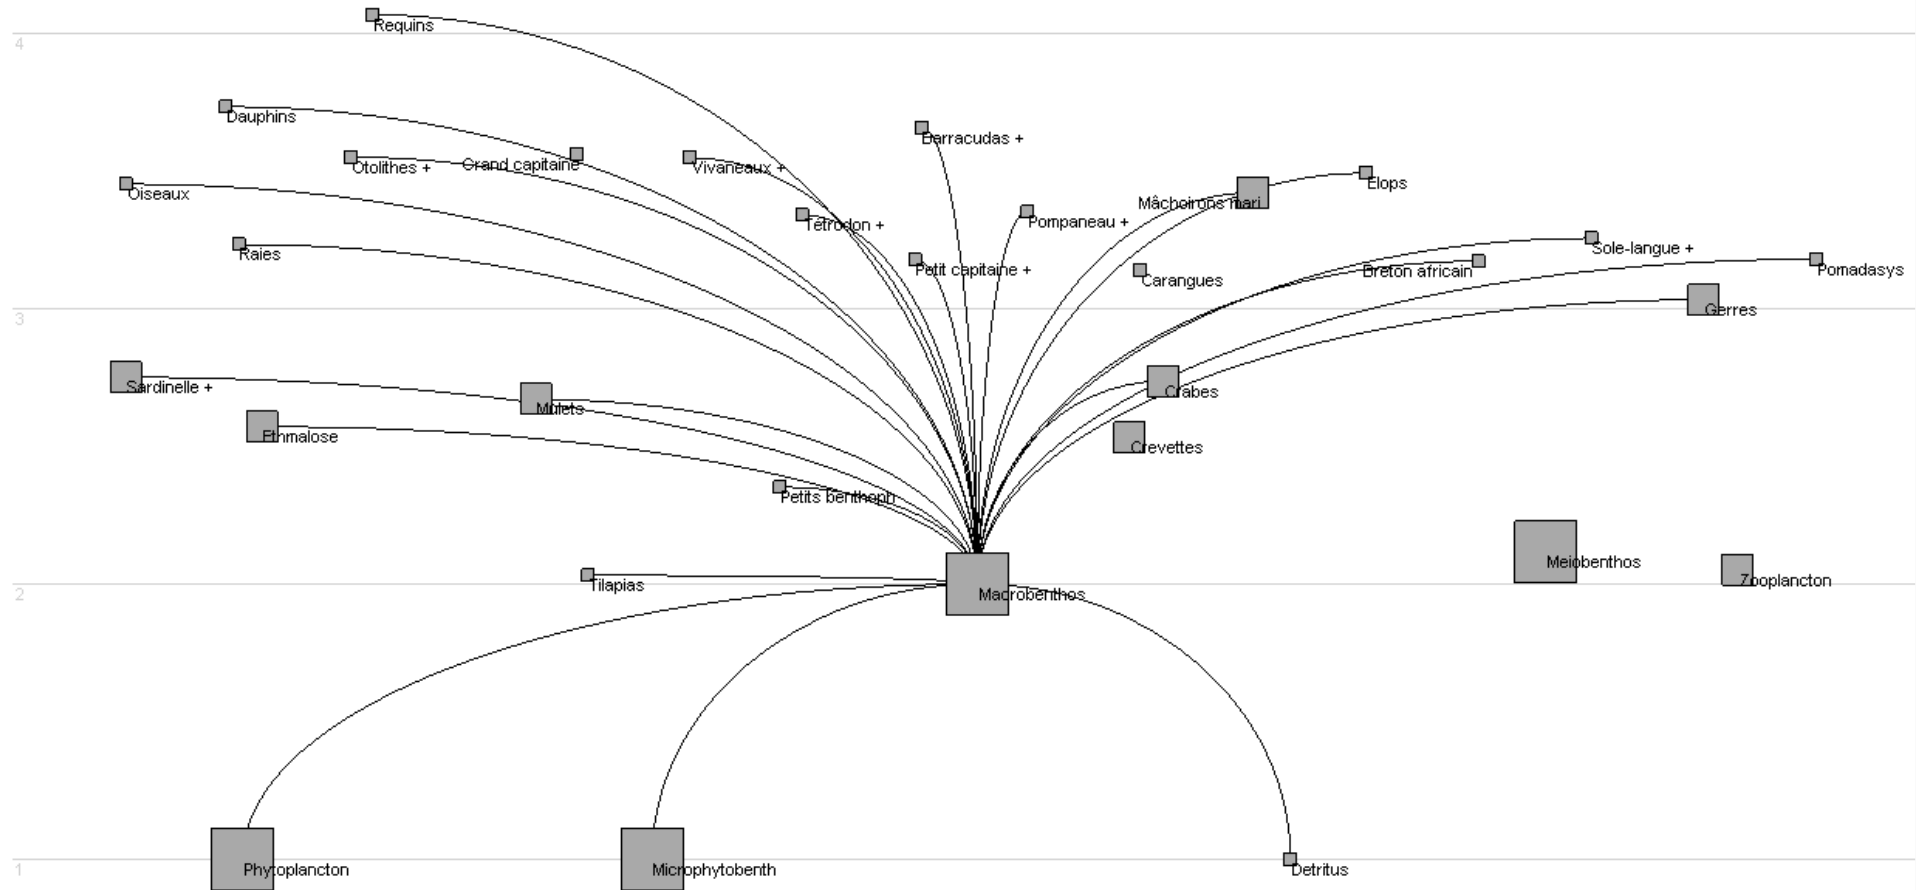 Requins
4
Dauphins
Barracudas +
Otolithes +
Grand capitaine
Vivaneaux +
Elops
Oiseaux
Mâchoirons mari
Tétrodon +
Pompaneau +
Raies
Sole-langue +
Petit capitaine +
Breton africain
Pomadasys
Carangues
Gerres
3
Sardinelle +
Crabes
Mulets
Ethmalose
Crevettes
Petits benthoph
Meiobenthos
Zooplancton
Tilapias
2
Macrobenthos
1
Phytoplancton
Microphytobenth
Detritus